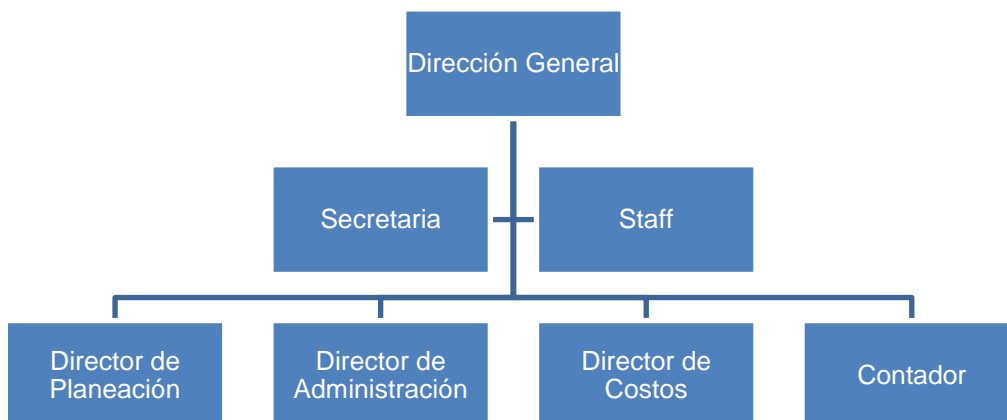 Dirección General
Secretaria
Staff
Director de
Planeación
Director de
Administración
Director de
Costos
Contador